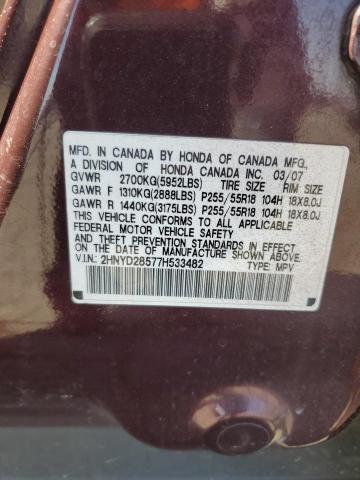 MFD. IN CANADA BY HONDA OF CANADA MFG.,
A DIVISION OF HONDA CANADA INC. 03/07
GVWR 2700KG(5952LBS) TIRE SIZE RIM SIZE
GAWR F 1310KG(2888LBS) P255/55R18 104H 18X8.0J
GAWR R 1440KG(3175LBS) P255/55R18 104H 18X8.0J
THIS VEHICLE CONFORMS TO ALL APPLICABLE
FEDERAL MOTOR VEHICLE SAFETY
STANDARDS IN EFFECT
ON THE DATE OF MANUFACTURE SHOWN ABOVE.
V.I.N.: 2HNYD28577H533482 TYPE: MPV